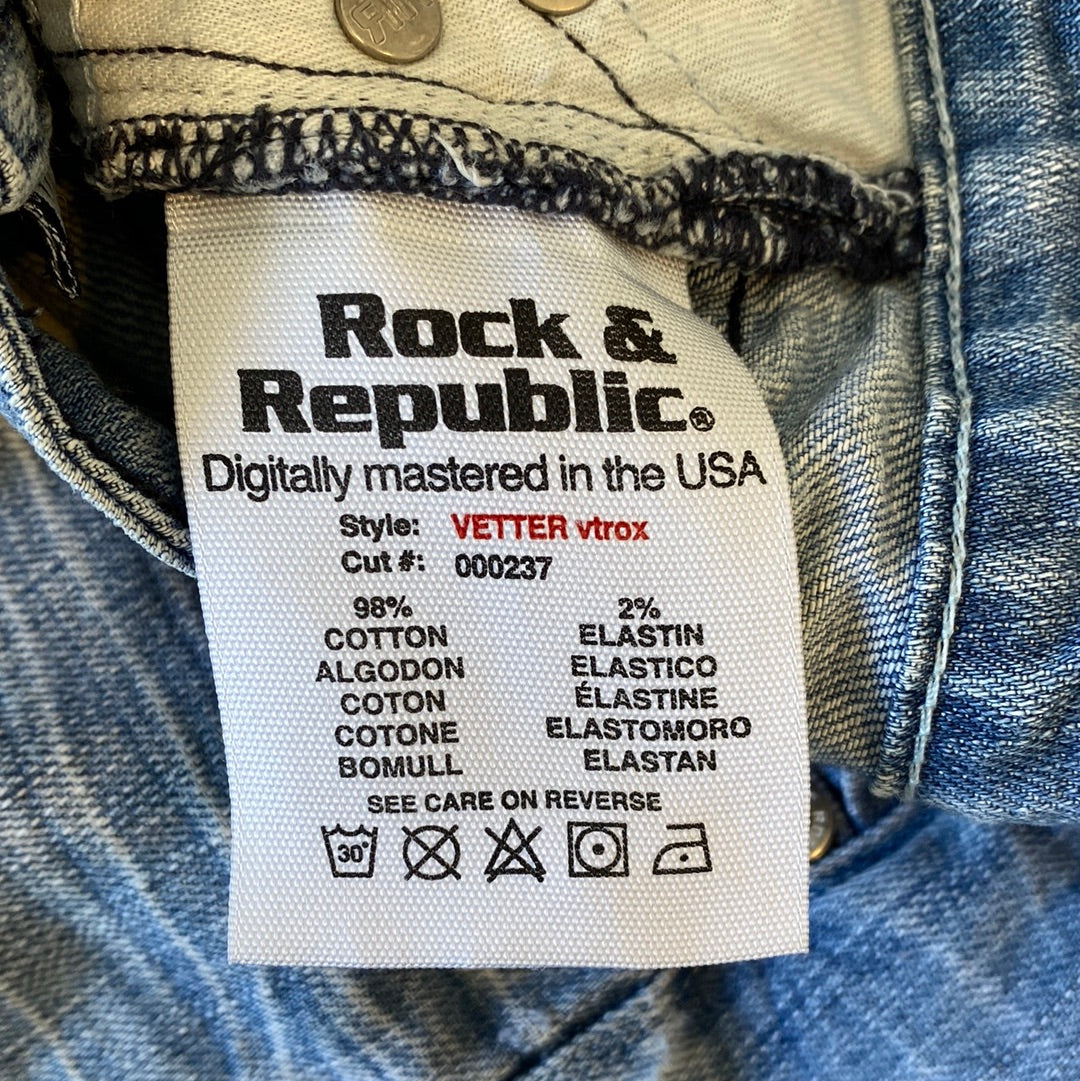 Rock &
Republic®
Digitally mastered in the USA
Style: VETTER vtrox
Cut #: 000237
98% 2%
COTTON ELASTIN
ALGODON ELASTICO
COTON ÉLASTINE
COTONE ELASTOMORO
BOMULL ELASTAN
SEE CARE ON REVERSE
30°